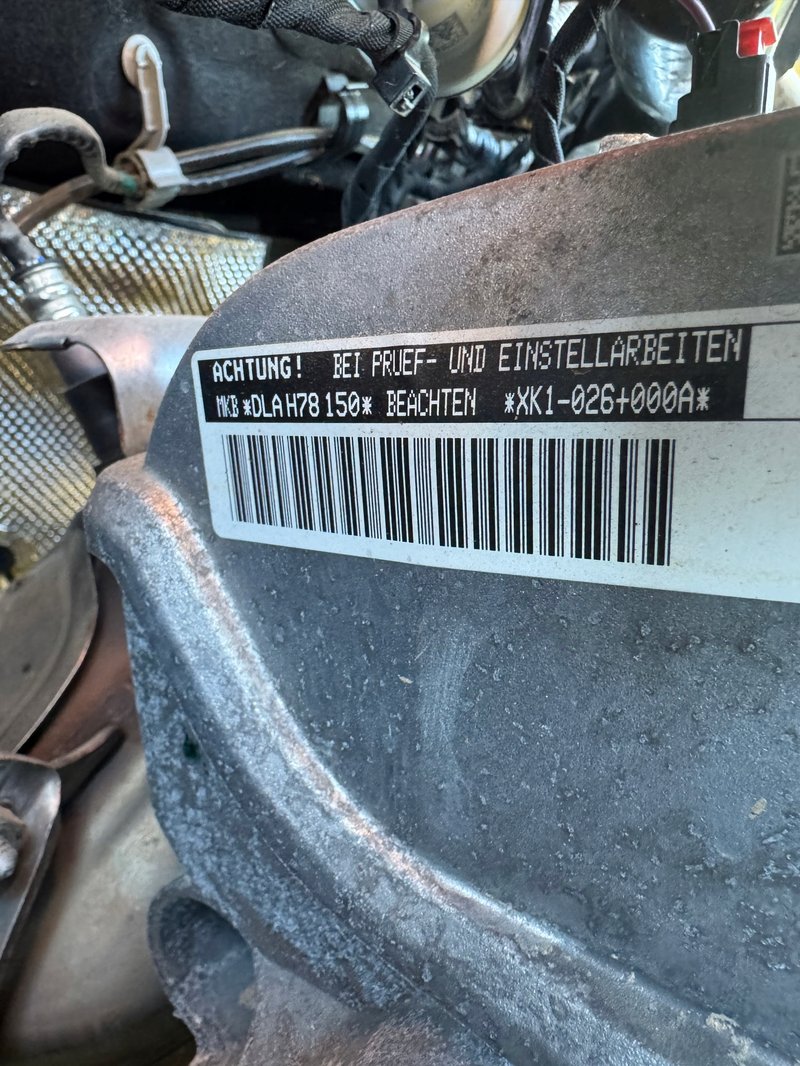 ACHTUNG! BEI PRUEF- UND EINSTELLARBEITEN
MKB *DLA H78 150* BEACHTEN *XK1-026+000A*